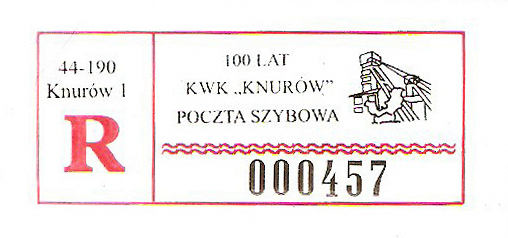 44-190
Knurów 1
R
100 LAT
KWK „KNURÓW”
POCZTA SZYBOWA
000457